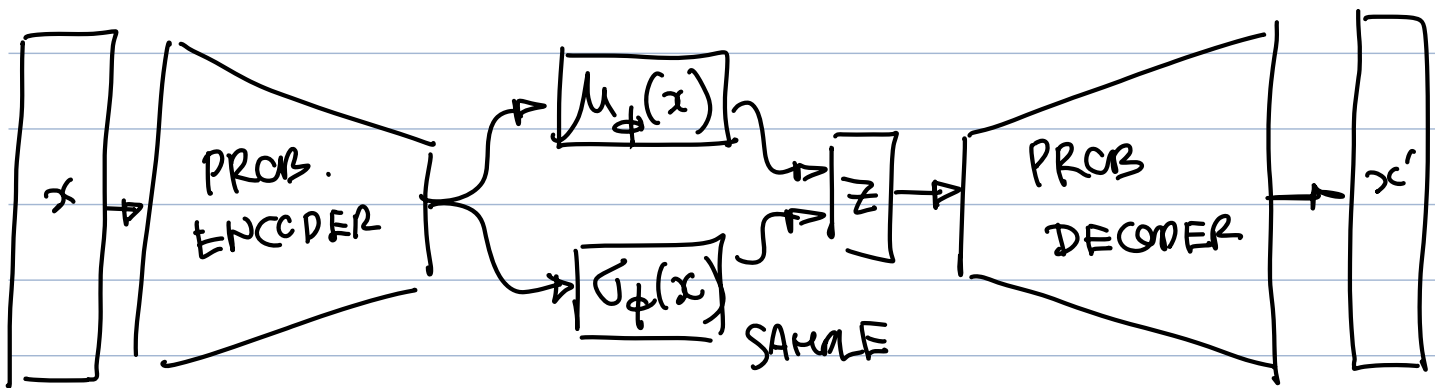 x
PROB.
ENCODER
μ_ϕ(x)
σ_ϕ(x)
SAMPLE
z
PROB
DECODER
x′